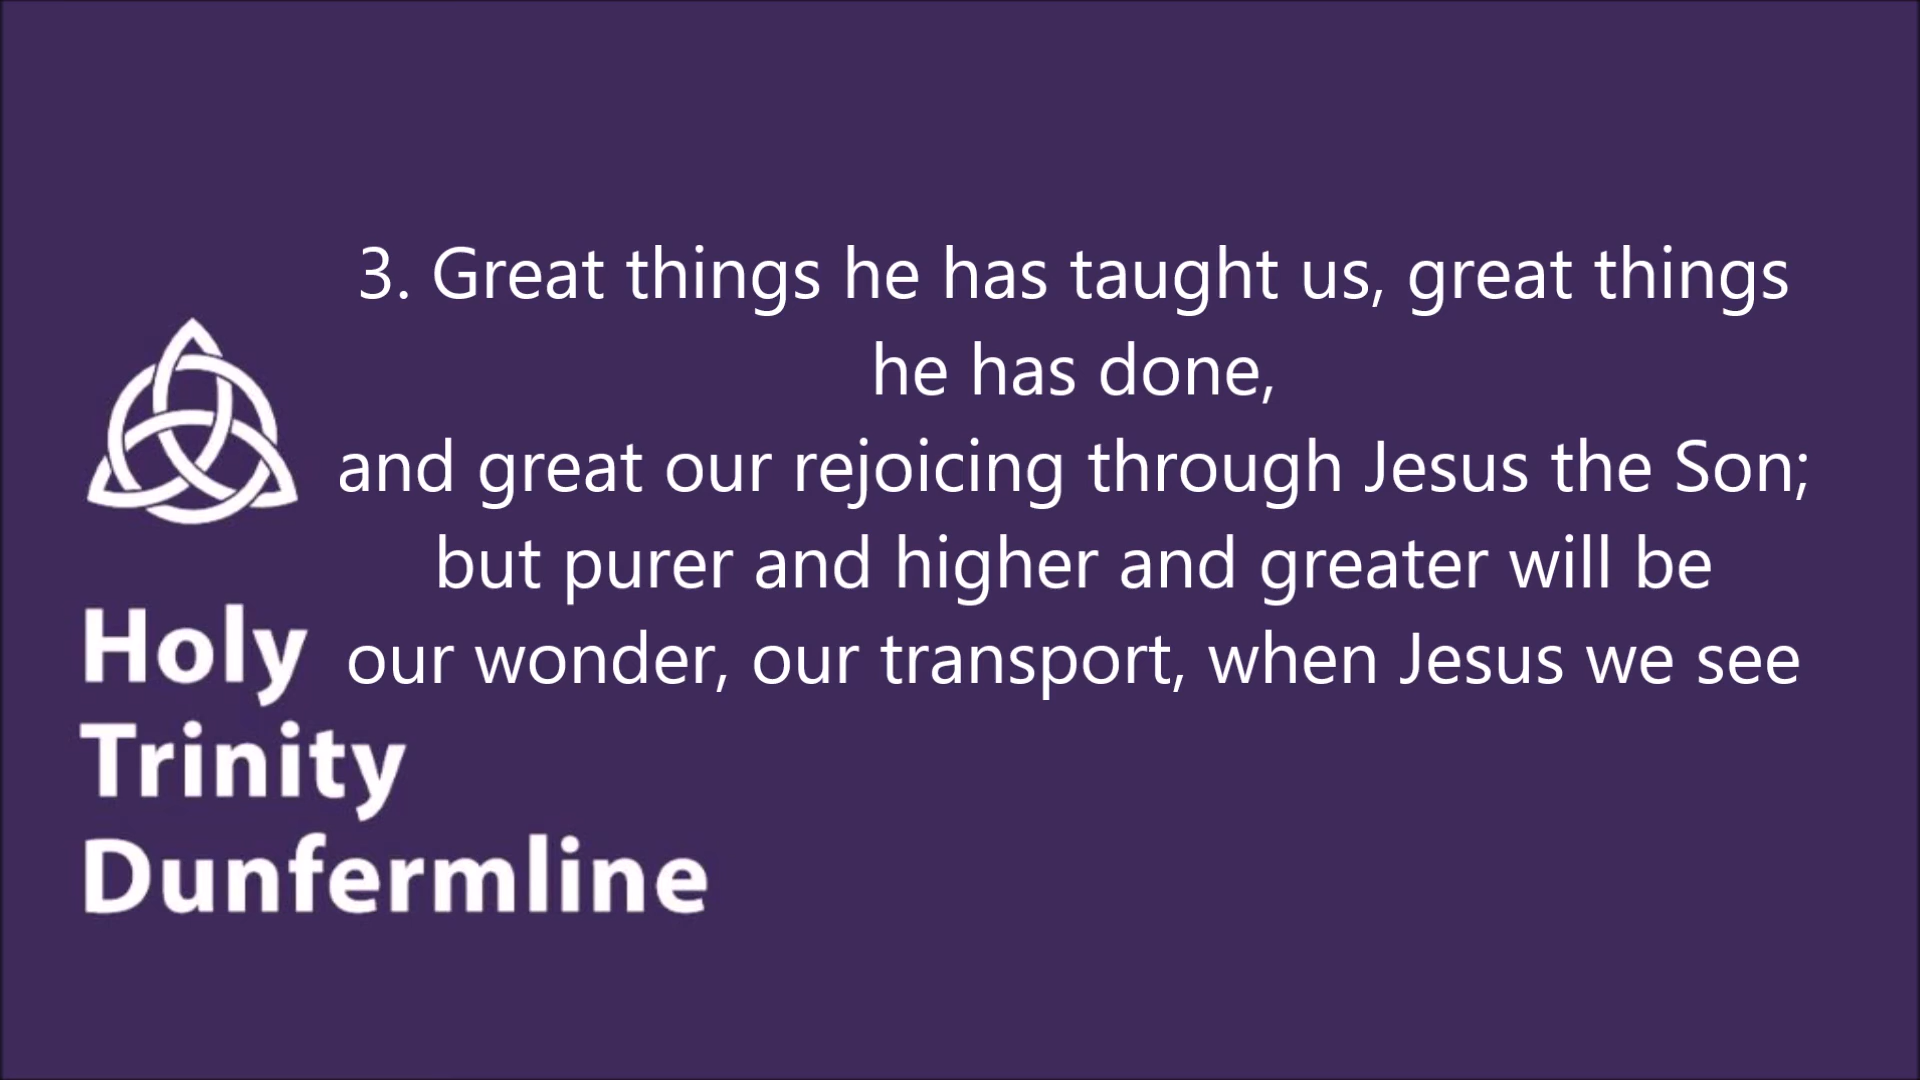 3. Great things he has taught us, great things
he has done,
and great our rejoicing through Jesus the Son;
but purer and higher and greater will be
our wonder, our transport, when Jesus we see
Holy
Trinity
Dunfermline